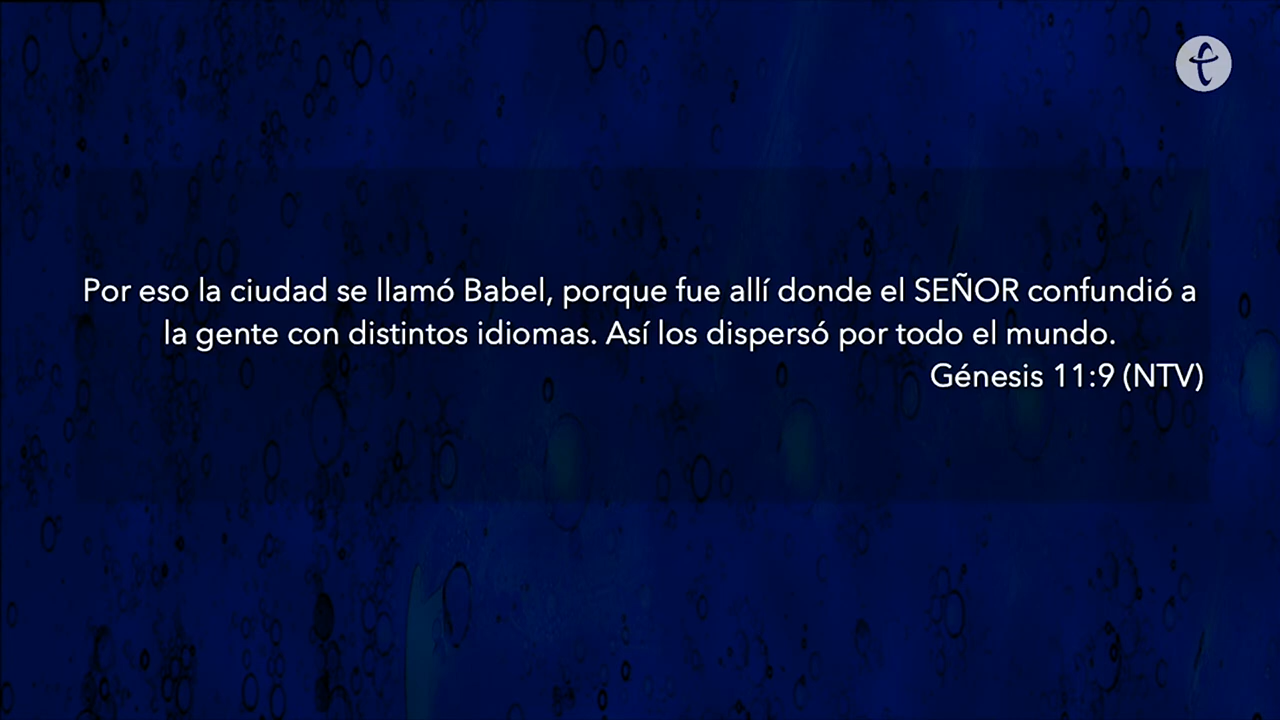 Por eso la ciudad se llamó Babel, porque fue allí donde el SEÑOR confundió a
la gente con distintos idiomas. Así los dispersó por todo el mundo.
Génesis 11:9 (NTV)